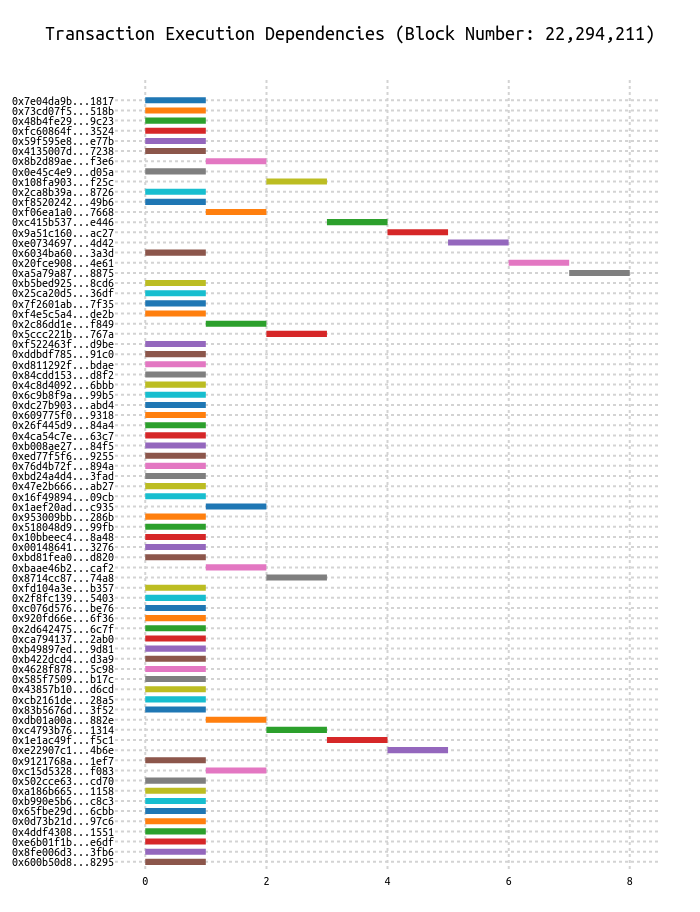 Transaction Execution Dependencies (Block Number: 22,294,211)
0x7e04da9b...1817
0x73cd07f5...518b
0x48b4fe29...9c23
0xfc60864f...3524
0x59f595e8...e77b
0x4135007d...7238
0x8b2d89ae...f3e6
0x0e45c4e9...d05a
0x108fa903...f25c
0x2ca8b39a...8726
0xf8520242...49b6
0xf06ea1a0...7668
0xc415b537...e446
0x9a51c160...ac27
0xe0734697...4d42
0x6034ba60...3a3d
0x20fce908...4e61
0xa5a79a87...8875
0xb5bed925...8cd6
0x25ca20d5...36df
0x7f2601ab...7f35
0xf4e5c5a4...de2b
0x2c86dd1e...f849
0x5ccc221b...767a
0xf522463f...d9be
0xddbdf785...91c0
0xd811292f...bdae
0x84cdd153...d8f2
0x4c8d4092...6bbb
0x6c9b8f9a...99b5
0xdc27b903...abd4
0x609775f0...9318
0x26f445d9...84a4
0x4ca54c7e...63c7
0xb008ae27...84f5
0xed77f5f6...9255
0x76d4b72f...894a
0xbd24a4d4...3fad
0x47e2b666...ab27
0x16f49894...09cb
0x1aef20ad...c935
0x953009bb...286b
0x518048d9...99fb
0x10bbeec4...8a48
0x00148641...3276
0xbd81fea0...d820
0xbaae46b2...caf2
0x8714cc87...74a8
0xfd104a3e...b357
0x2f8fc139...5403
0xc076d576...be76
0x920fd66e...6f36
0x2d642475...6c7f
0xca794137...2ab0
0xb49897ed...9d81
0xb422dcd4...d3a9
0x4628f878...5c98
0x585f7509...b17c
0x43857b10...d6cd
0xcb2161de...28a5
0x83b5676d...3f52
0xdb01a00a...882e
0xc4793b76...1314
0x1e1ac49f...f5c1
0xe22907c1...4b6e
0x9121768a...1ef7
0xc15d5328...f083
0x502cce63...cd70
0xa186b665...1158
0xb990e5b6...c8c3
0x65fbe29d...6cbb
0x0d73b21d...97c6
0x4ddf4308...1551
0xe6b01f1b...e6df
0x8fe006d3...3fb6
0x600b50d8...8295
0 2 4 6 8